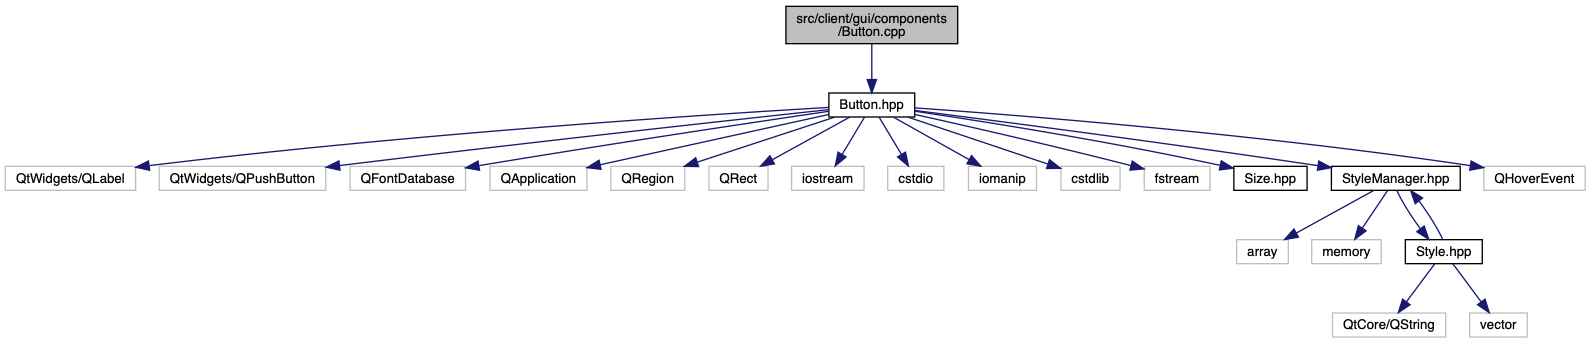 src/client/gui/components
/Button.cpp
Button.hpp
QtWidgets/QLabel
QtWidgets/QPushButton
QFontDatabase
QApplication
QRegion
QRect
iostream
cstdio
iomanip
cstdlib
fstream
Size.hpp
StyleManager.hpp
QHoverEvent
array
memory
Style.hpp
QtCore/QString
vector